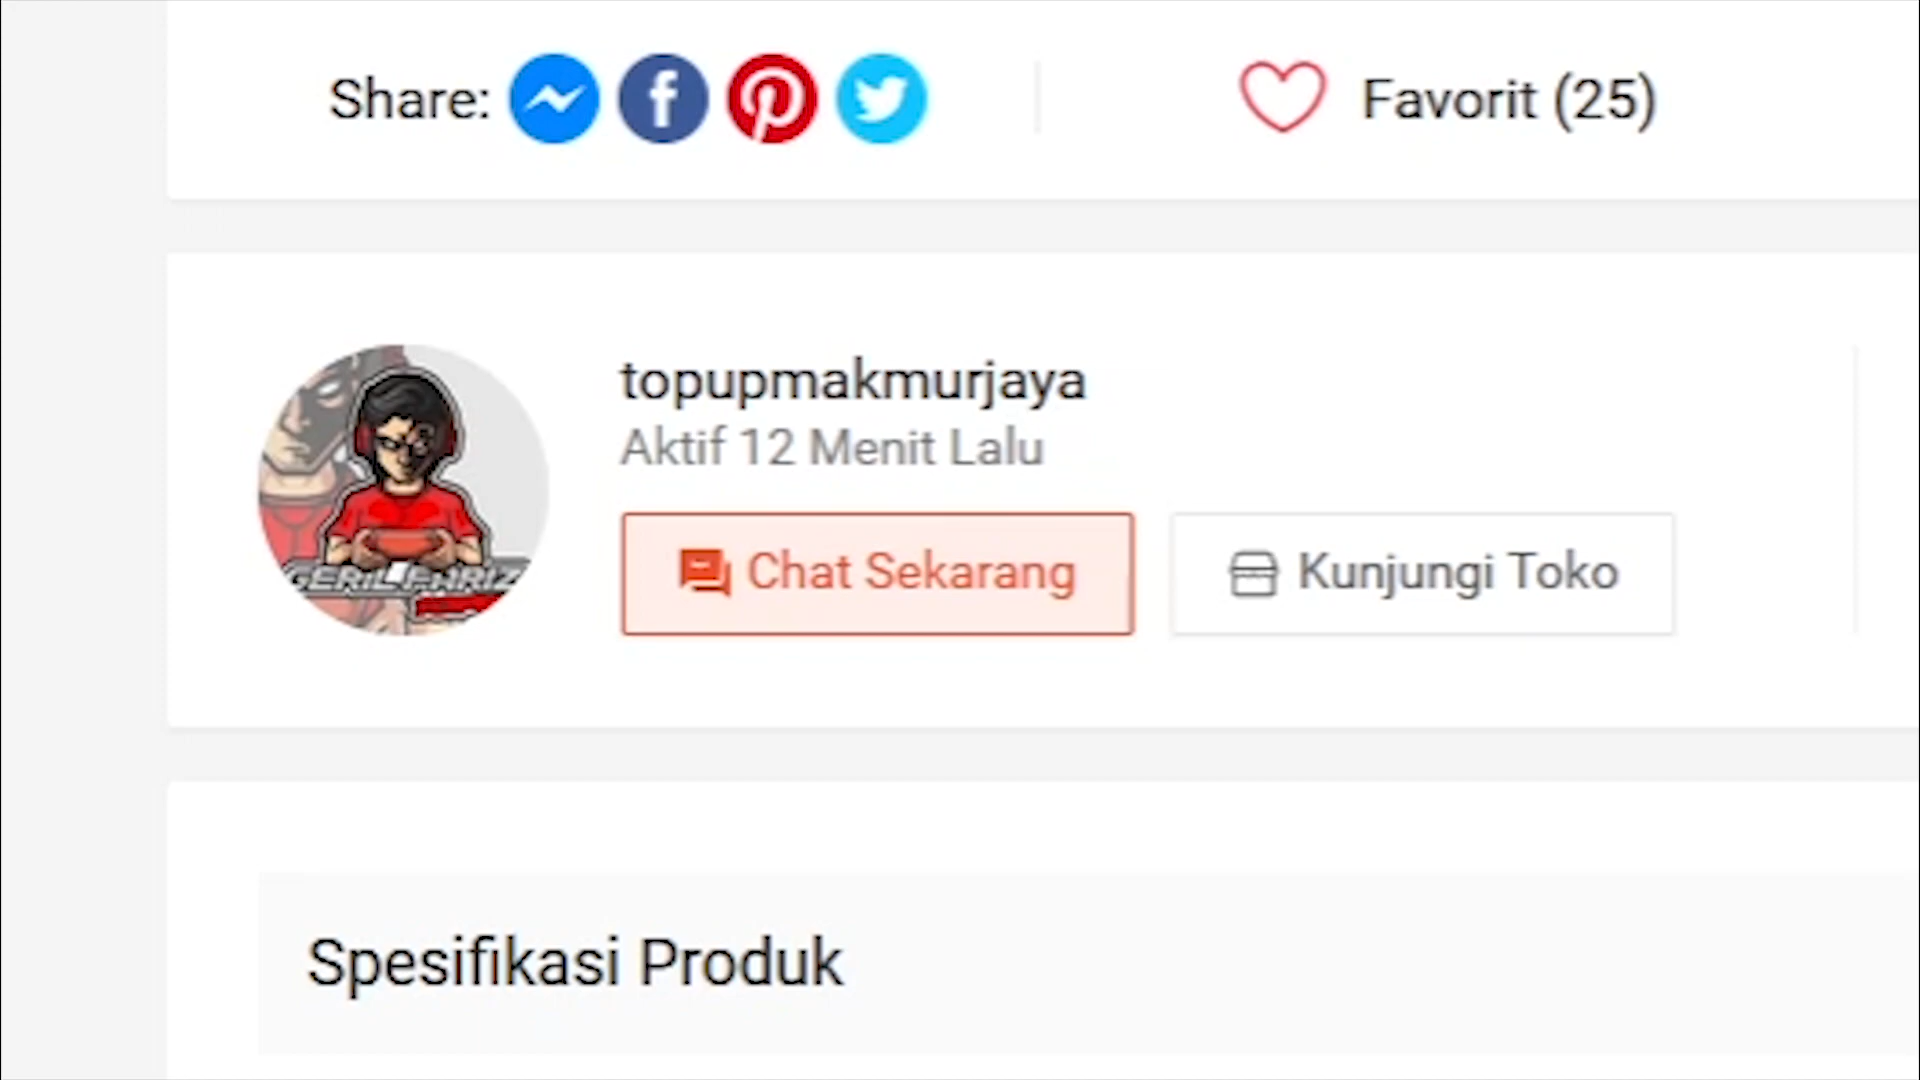 Share:
Favorit (25)
topupmakmurjaya
Aktif 12 Menit Lalu
Chat Sekarang
Kunjungi Toko
Spesifikasi Produk